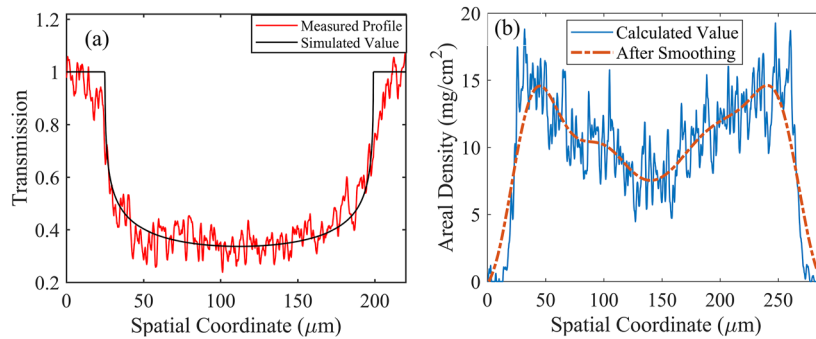 (a)
Measured Profile
Simulated Value
Transmission
1.2
1
0.8
0.6
0.4
0.2
0 50 100 150 200
Spatial Coordinate (μm)
(b)
Calculated Value
After Smoothing
Areal Density (mg/cm²)
20
15
10
5
0
0 50 100 150 200 250
Spatial Coordinate (μm)